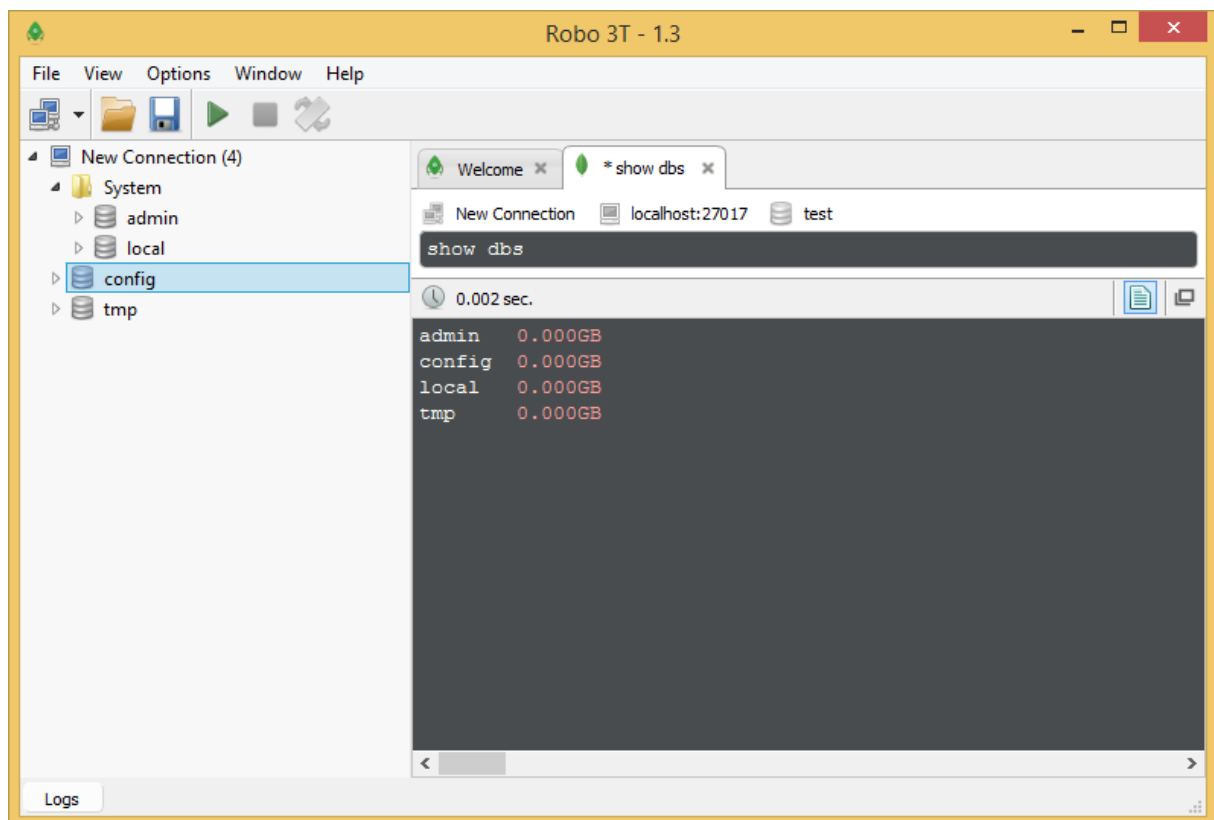 Robo 3T - 1.3
File View Options Window Help
New Connection (4)
System
admin
local
config
tmp
Welcome
* show dbs
New Connection localhost:27017 test
show dbs
0.002 sec.
admin 0.000GB
config 0.000GB
local 0.000GB
tmp 0.000GB
Logs